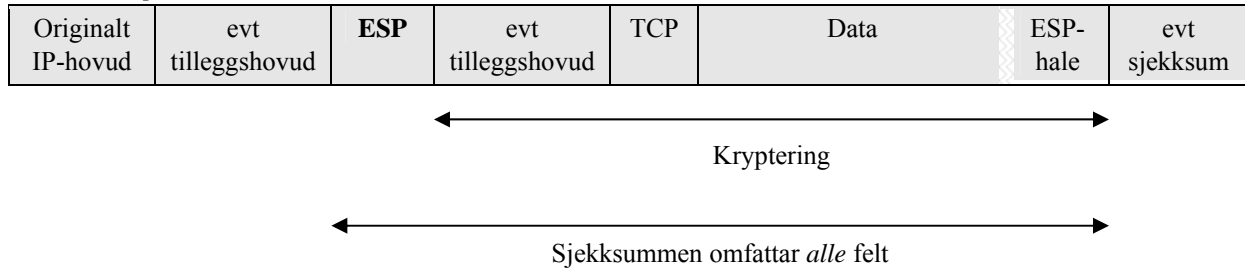 Originalt IP-hovud
evt tilleggshovud
ESP
evt tilleggshovud
TCP
Data
ESP-hale
evt sjekksum
Kryptering
Sjekksummen omfattar alle felt